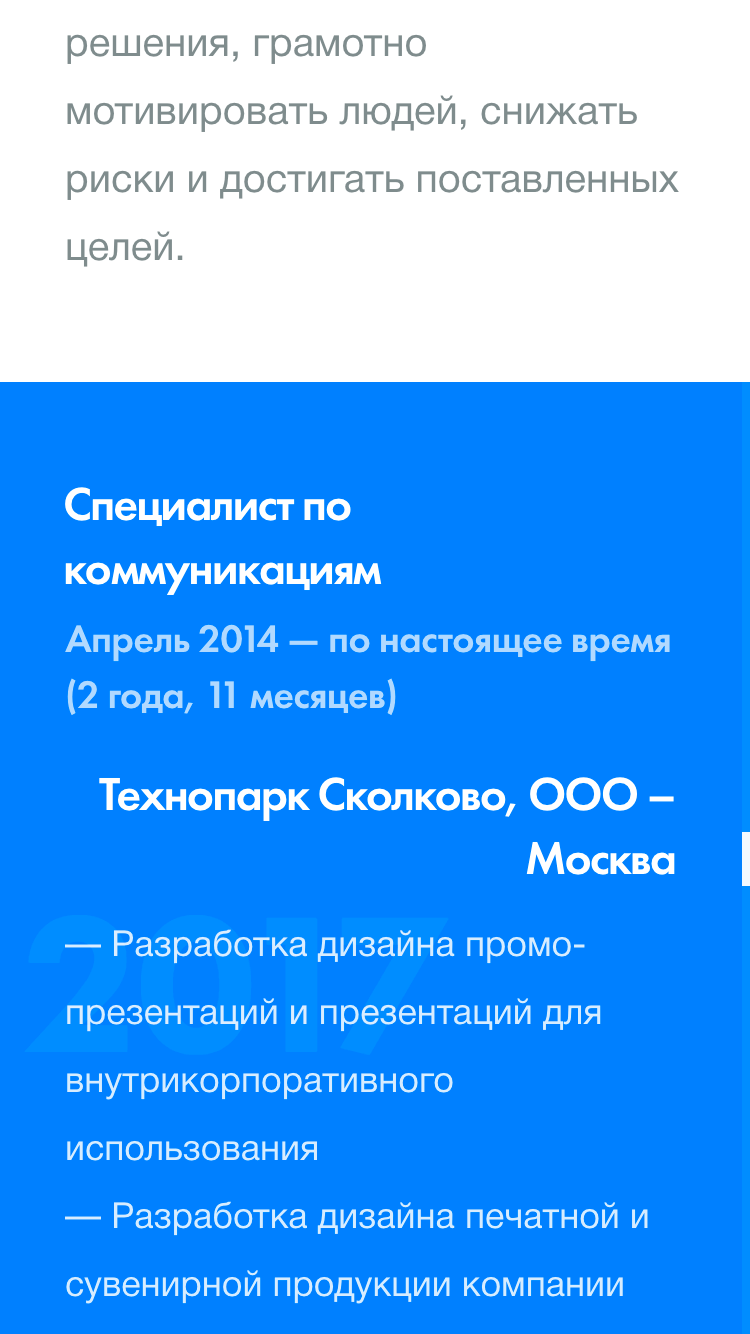 решения, грамотно
мотивировать людей, снижать
риски и достигать поставленных
целей.
Специалист по
коммуникациям
Апрель 2014 — по настоящее время
(2 года, 11 месяцев)
Технопарк Сколково, ООО –
Москва
2017
— Разработка дизайна промо-
презентаций и презентаций для
внутрикорпоративного
использования
— Разработка дизайна печатной и
сувенирной продукции компании